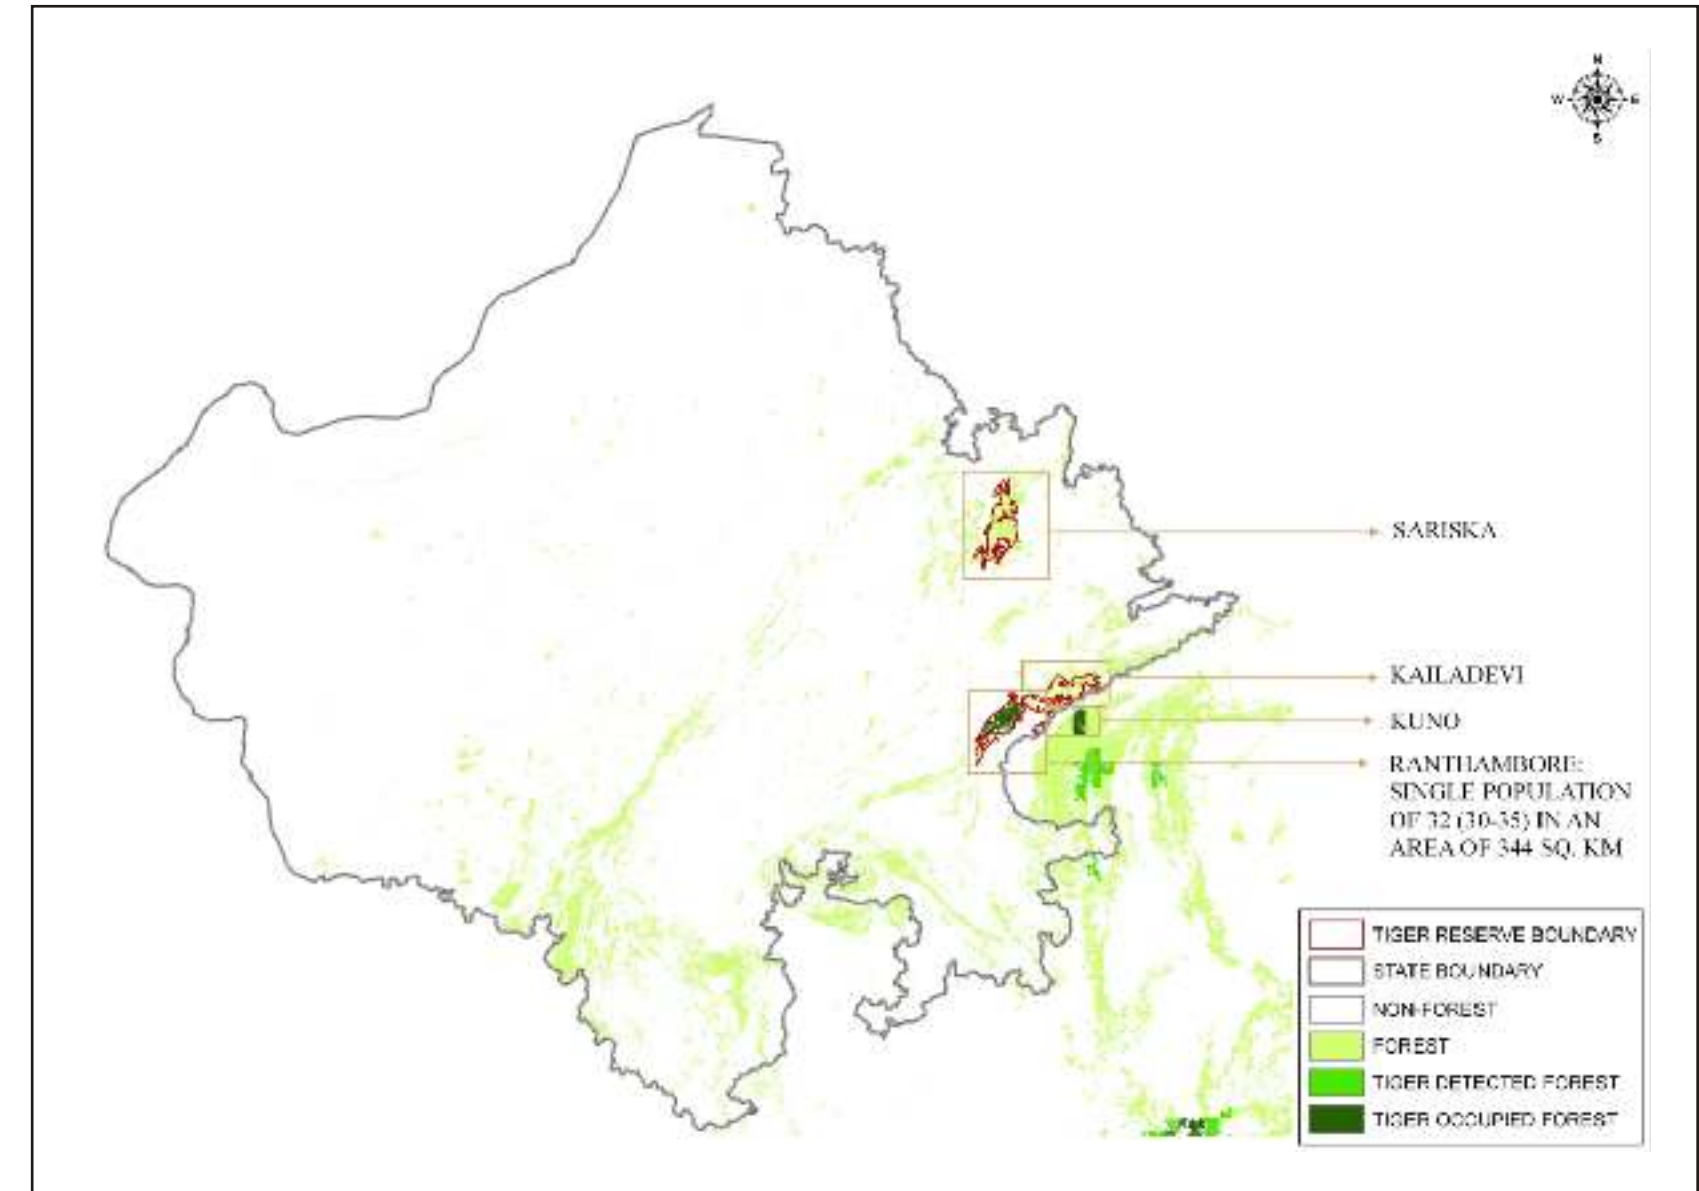 N
W E
S
SARISKA
KAILADEVI
KUNO
RANTHAMBORE:
SINGLE POPULATION
OF 32 (30-35) IN AN
AREA OF 344 SQ. KM
TIGER RESERVE BOUNDARY
STATE BOUNDARY
NON-FOREST
FOREST
TIGER DETECTED FOREST
TIGER OCCUPIED FOREST